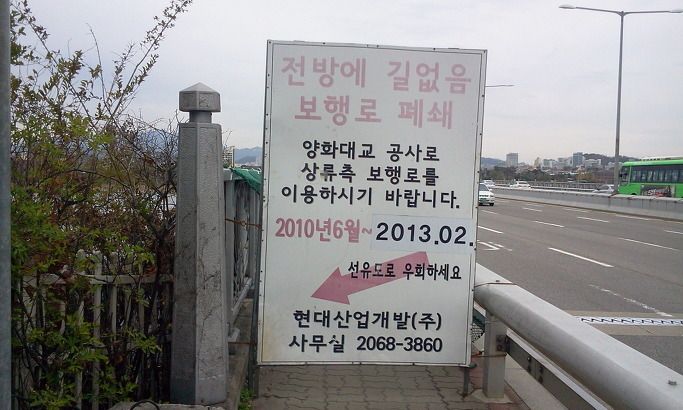 전방에 길없음
보행로 폐쇄
양화대교 공사로
상류측 보행로를
이용하시기 바랍니다.
2010년6월~ 2013.02.
선유도로 우회하세요
현대산업개발(주)
사무실 2068-3860